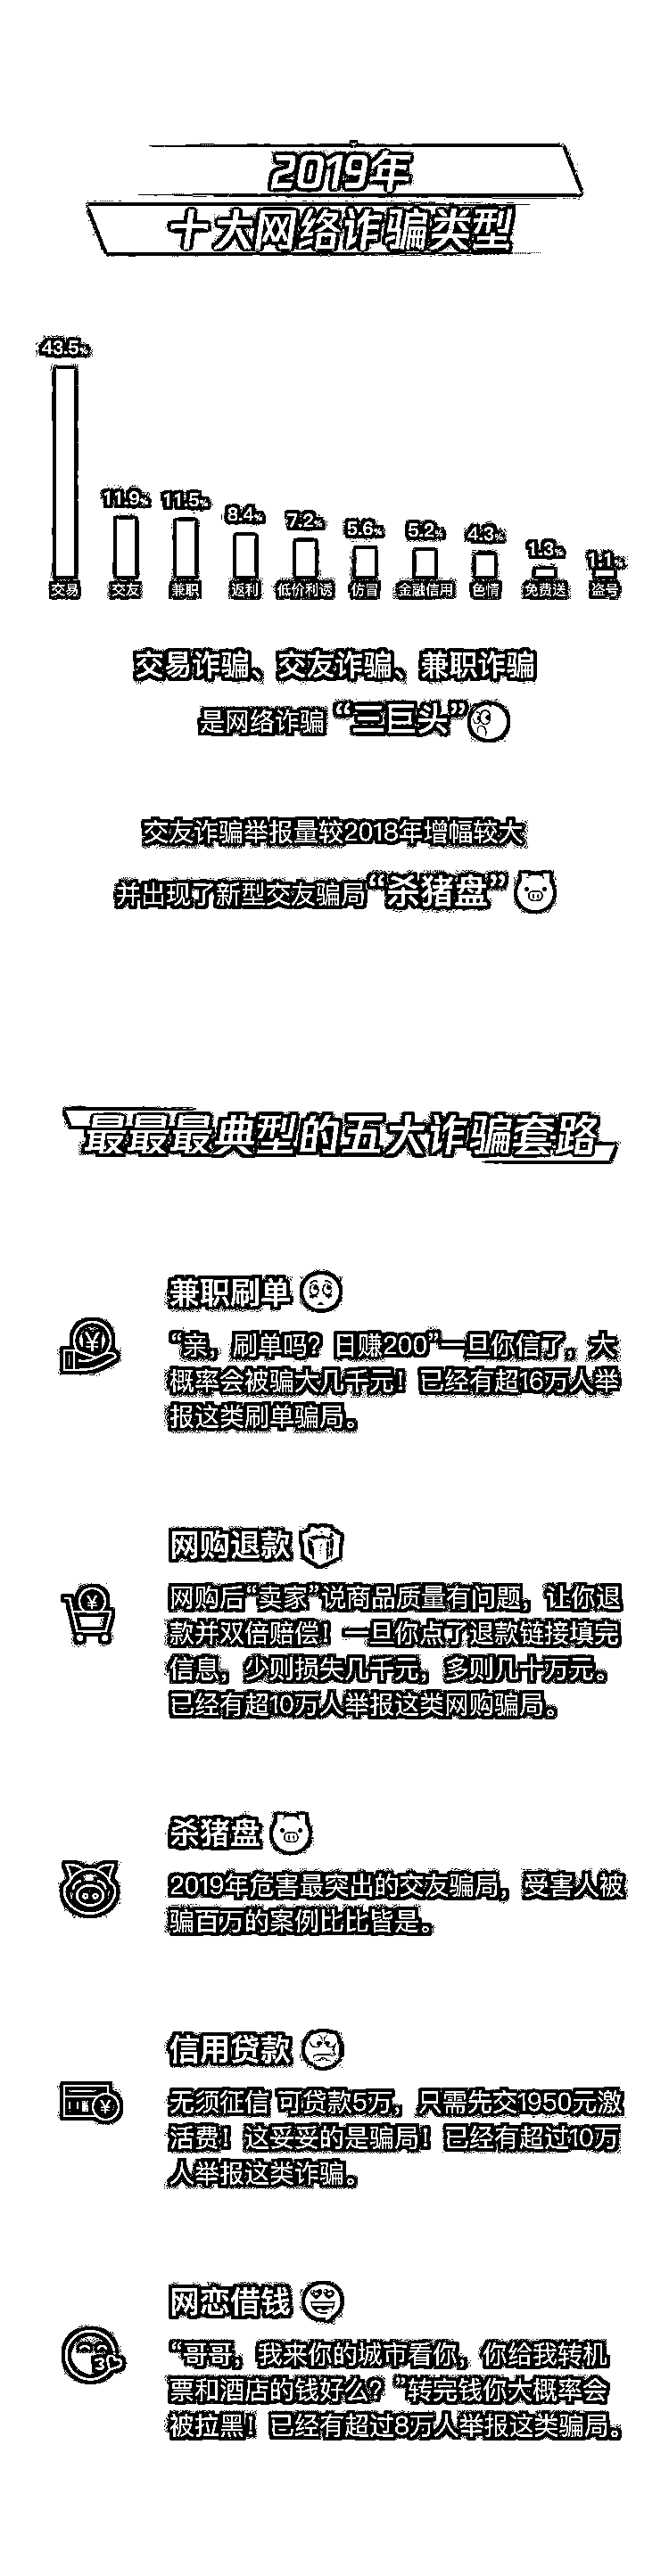 2019年
十大网络诈骗类型
43.5%
11.9% 11.5% 8.4% 7.2% 5.6% 5.2% 4.3% 1.3% 1.1%
交易 交友 兼职 返利 低价利诱 仿冒 金融信用 色情 免费送 盗号
交易诈骗、交友诈骗、兼职诈骗
是网络诈骗“三巨头”
交友诈骗举报量较2018年增幅较大
并出现了新型交友骗局“杀猪盘”
最最最典型的五大诈骗套路
兼职刷单
“亲，刷单吗？日赚200”一旦你信了，大
概率会被骗大几千元！已经有超16万人举
报这类刷单骗局。
网购退款
网购后“卖家”说商品质量有问题，让你退
款并双倍赔偿！一旦你点了退款链接填完
信息，少则损失几千元，多则几十万元。
已经有超10万人举报这类网购骗局。
杀猪盘
2019年危害最突出的交友骗局，受害人被
骗百万的案例比比皆是。
信用贷款
无须征信 可贷款5万，只需先交1950元激
活费！这妥妥的是骗局！已经有超过10万
人举报这类诈骗。
网恋借钱
“哥哥，我来你的城市看你，你给我转机
票和酒店的钱好么？”转完钱你大概率会
被拉黑！已经有超过8万人举报这类骗局。